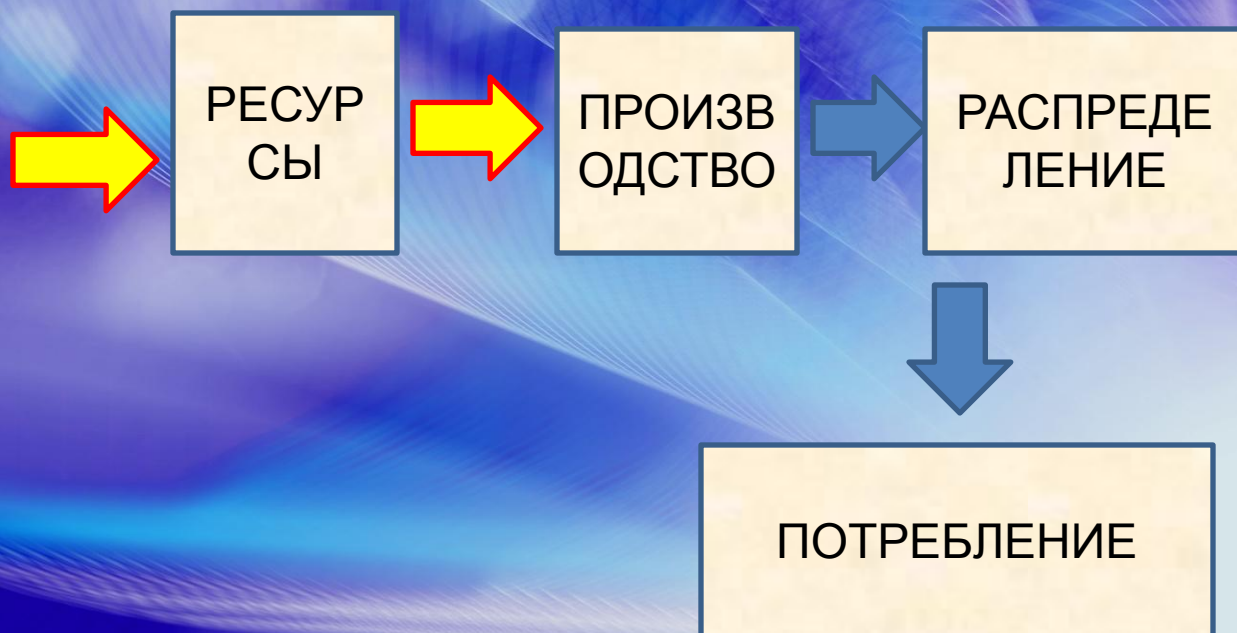 РЕСУР
СЫ
ПРОИЗВ
ОДСТВО
РАСПРЕДЕ
ЛЕНИЕ
ПОТРЕБЛЕНИЕ